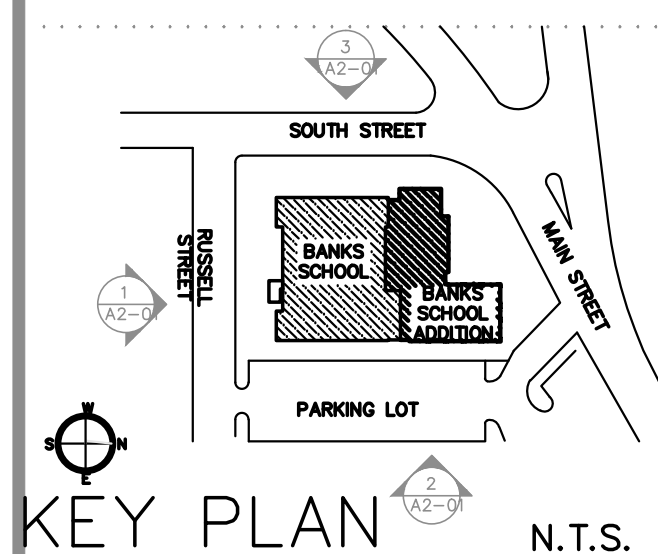 3
A2-01
SOUTH STREET
RUSSELL
STREET
BANKS
SCHOOL
MAIN STREET
1
A2-01
BANKS
SCHOOL
ADDITION
PARKING LOT
W
S
N
E
2
A2-01
KEY PLAN
N.T.S.